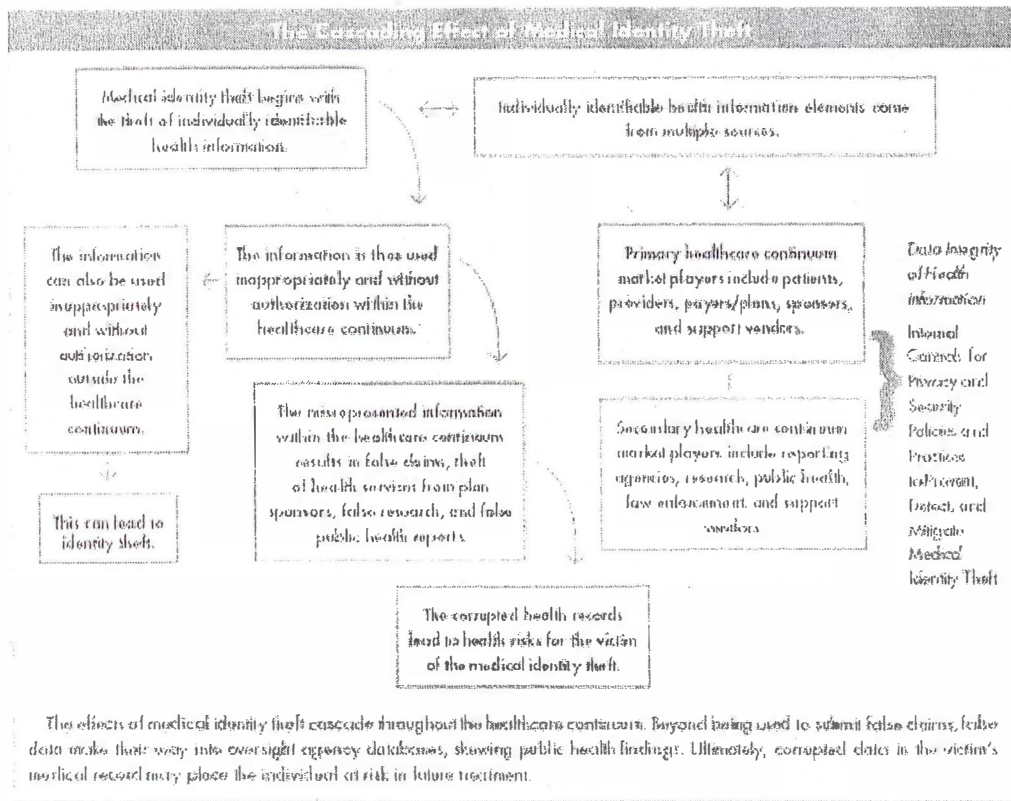 The Cascading Effect of Medical Identity Theft
Medical identity theft begins with
the theft of individually identifiable
health information.
Individually identifiable health information elements come
from multiple sources.
The information
can also be used
inappropriately
and without
authorization
outside the
healthcare
continuum.
The information is then used
inappropriately and without
authorization within the
healthcare continuum.
Primary healthcare continuum
market players include patients,
providers, payers/plans, sponsors,
and support vendors.
Data Integrity
of Health
Information
Internal
Controls for
Privacy and
Security
Policies and
Practices
to Prevent,
Detect, and
Mitigate
Medical
Identity Theft
The misrepresented information
within the healthcare continuum
results in false claims, theft
of health services from plan
sponsors, false research, and false
public health reports.
Secondary healthcare continuum
market players include reporting
agencies, research, public health,
law enforcement, and support
vendors
This can lead to
identity theft.
The corrupted health records
lead to health risks for the victim
of the medical identity theft.
The effects of medical identity theft cascade throughout the healthcare continuum. Beyond being used to submit false claims, false
data make their way into oversight agency databases, skewing public health findings. Ultimately, corrupted data in the victim's
medical record may place the individual at risk in future treatment.